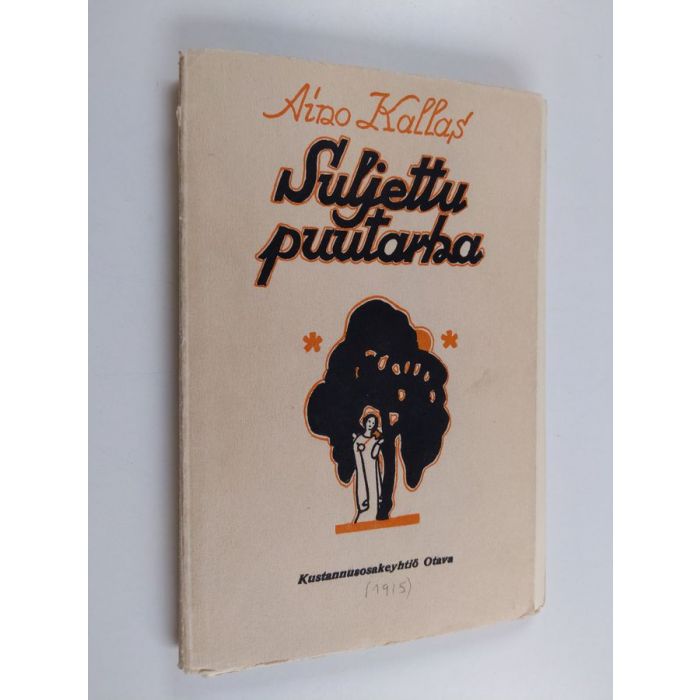 Aino Kallas
Suljettu
puutarha
Kustannusosakeyhtiö Otava
(1915)